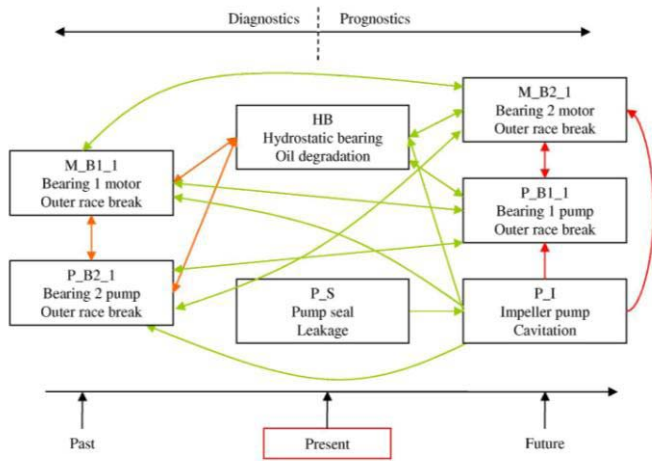 Diagnostics
Prognostics
M_B2_1
Bearing 2 motor
Outer race break
HB
Hydrostatic bearing
Oil degradation
M_B1_1
Bearing 1 motor
Outer race break
P_B1_1
Bearing 1 pump
Outer race break
P_B2_1
Bearing 2 pump
Outer race break
P_S
Pump seal
Leakage
P_I
Impeller pump
Cavitation
Past
Present
Future